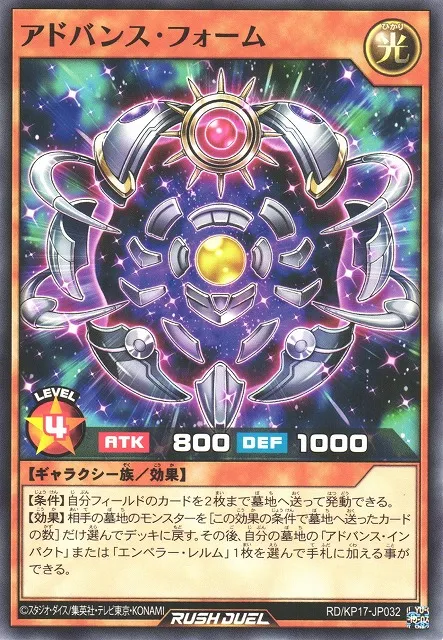 アドバンス・フォーム
ひかり
光
LEVEL
4
ATK 800 DEF 1000
【ギャラクシー族／効果】
【条件】自分フィールドのカードを2枚まで墓地へ送って発動できる。
【効果】相手の墓地のモンスターを[この効果の条件で墓地へ送ったカード
の数]だけ選んでデッキに戻す。その後、自分の墓地の「アドバンス・イン
パクト」または「エンペラー・レルム」1枚を選んで手札に加える事が
できる。
©スタジオ・ダイス/集英社・テレビ東京・KONAMI RUSH DUEL RD/KP17-JP032